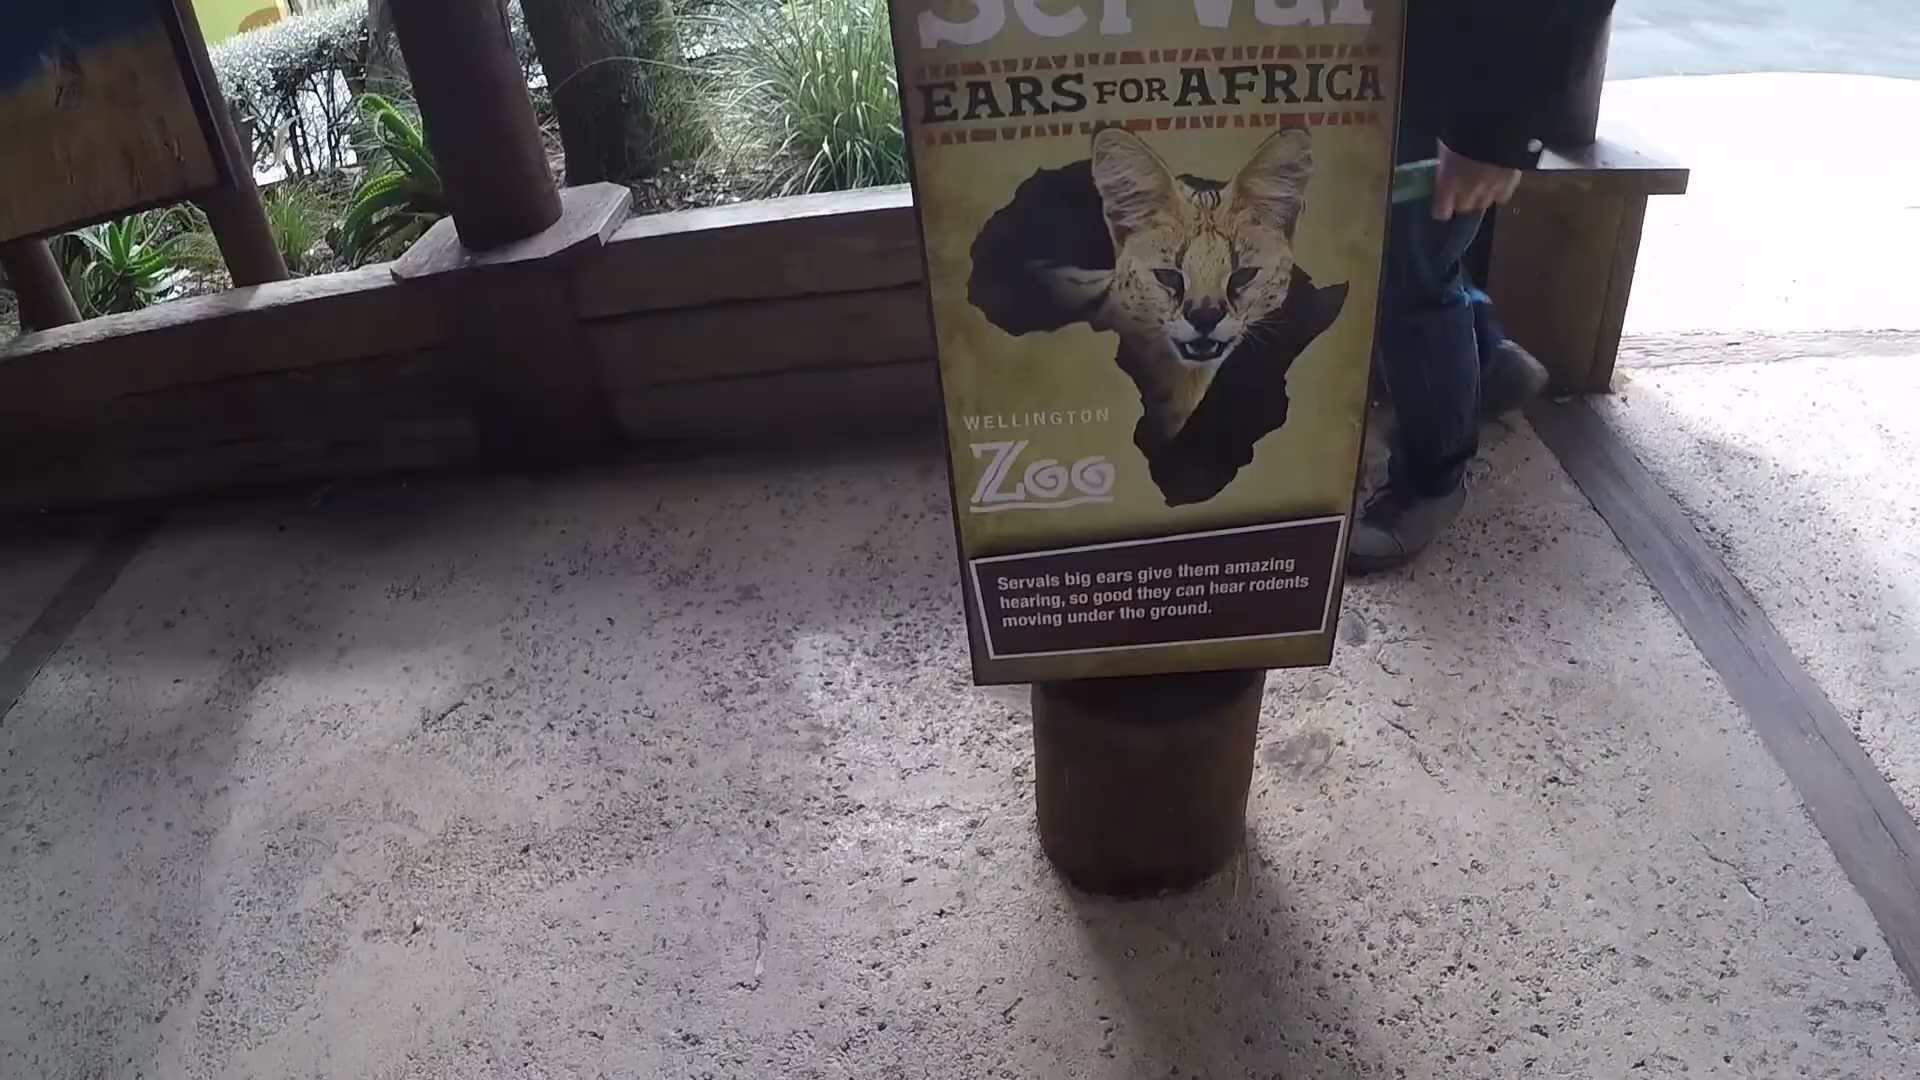 Serval
EARS FOR AFRICA
WELLINGTON
Zoo
Servals big ears give them amazing
hearing, so good they can hear rodents
moving under the ground.